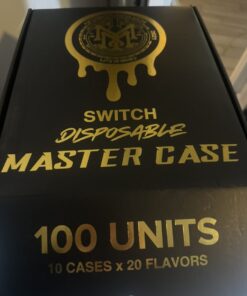 SWITCH
DISPOSABLE
MASTER CASE
100 UNITS
10 CASES x 20 FLAVORS